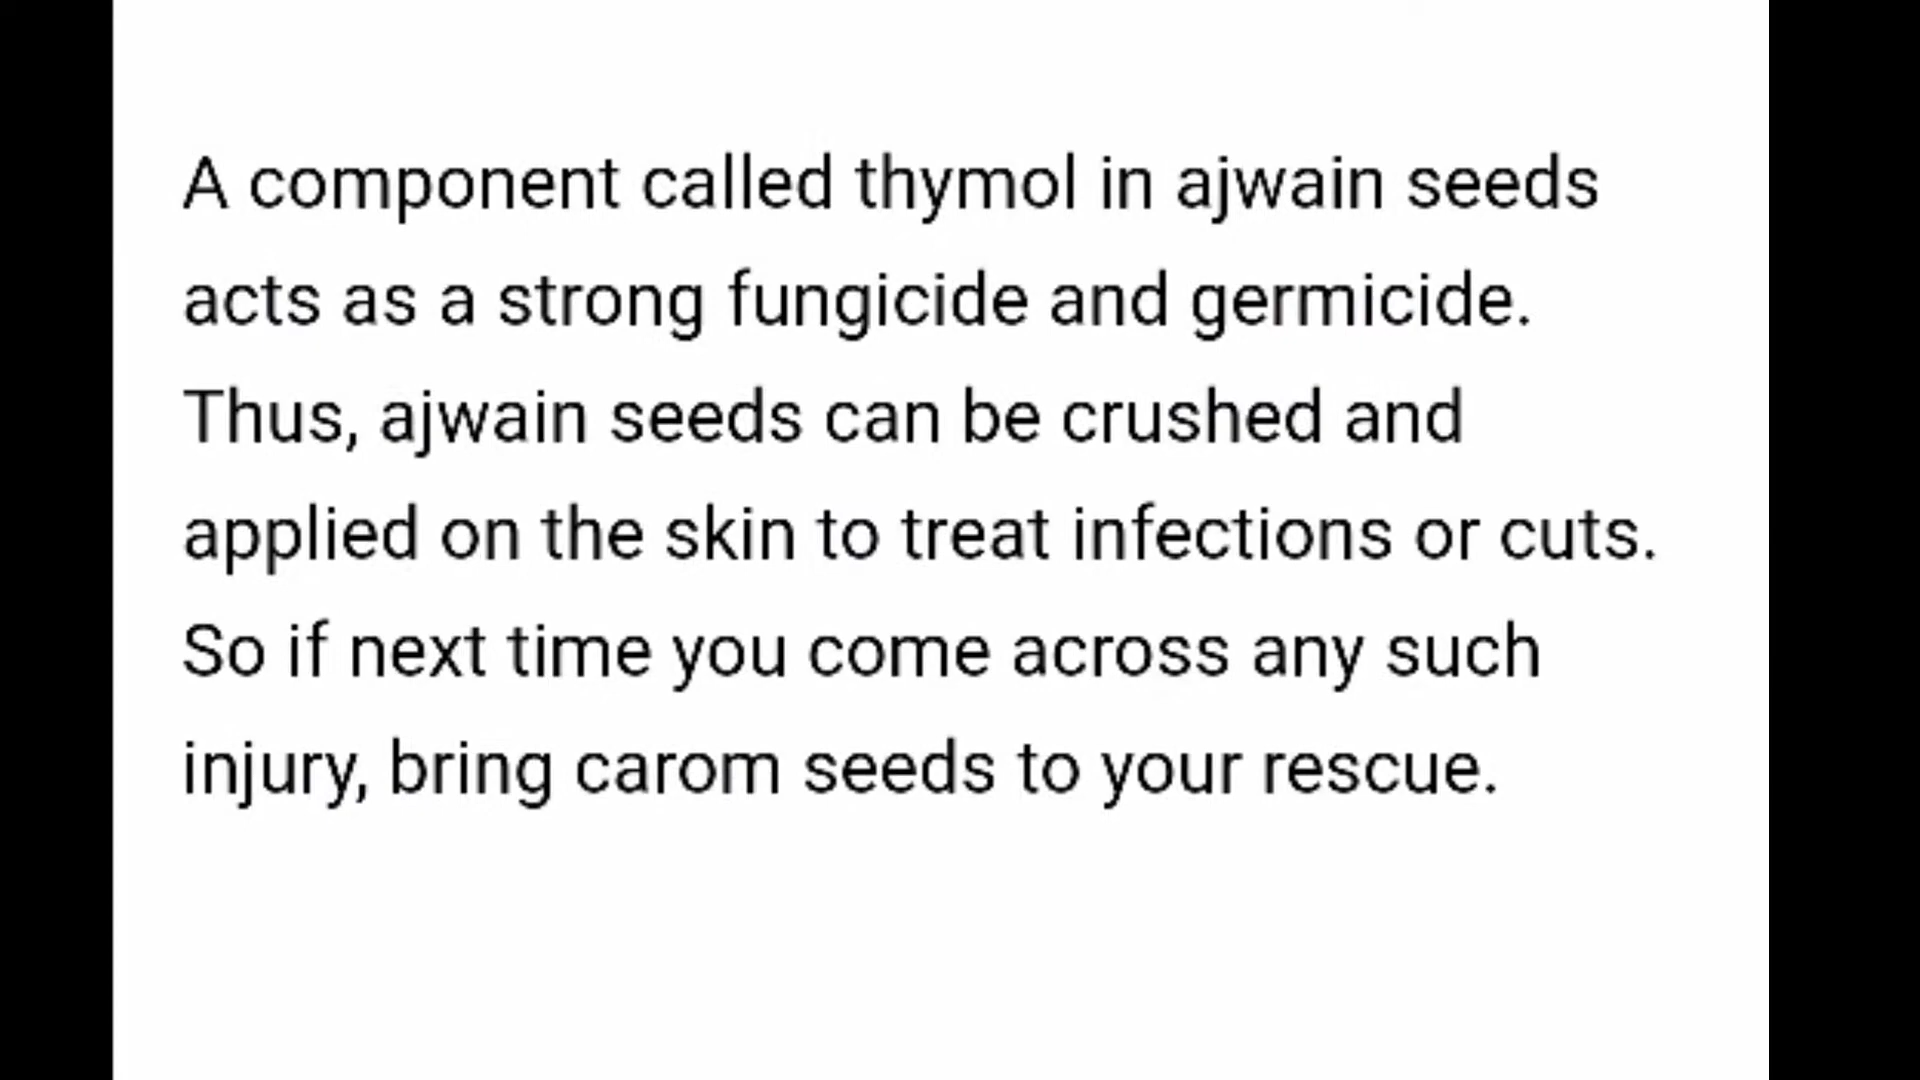 A component called thymol in ajwain seeds
acts as a strong fungicide and germicide.
Thus, ajwain seeds can be crushed and
applied on the skin to treat infections or cuts.
So if next time you come across any such
injury, bring carom seeds to your rescue.